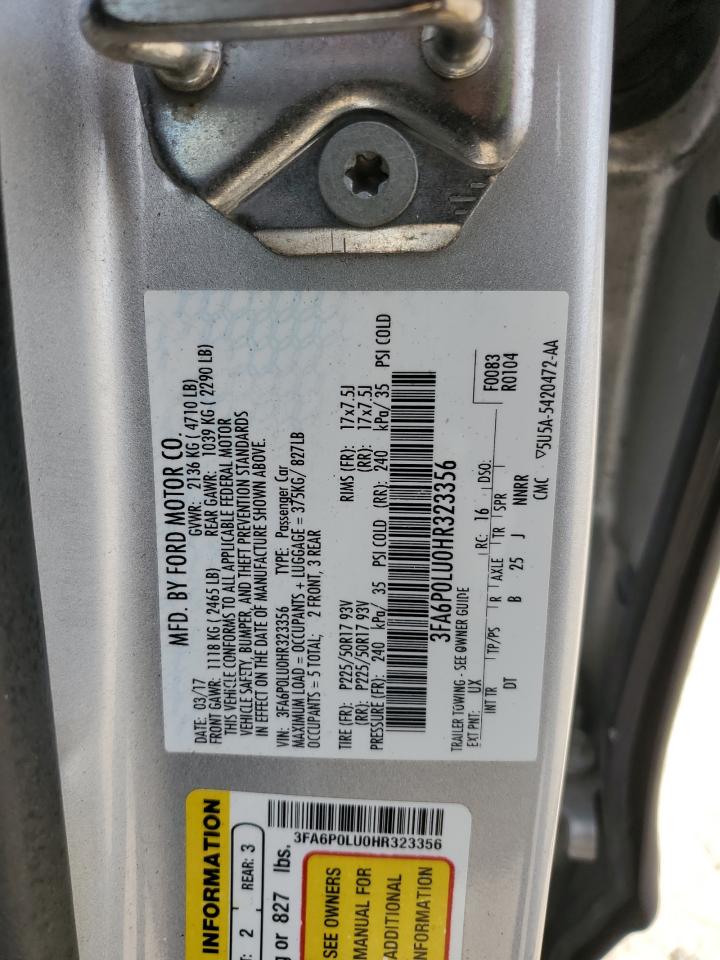 MFD. BY FORD MOTOR CO.
DATE: 03/17 GVWR: 2136 KG ( 4710 LB)
FRONT GAWR: 1118 KG ( 2465 LB) REAR GAWR: 1039 KG ( 2290 LB)
THIS VEHICLE CONFORMS TO ALL APPLICABLE FEDERAL MOTOR
VEHICLE SAFETY, BUMPER, AND THEFT PREVENTION STANDARDS
IN EFFECT ON THE DATE OF MANUFACTURE SHOWN ABOVE.
VIN: 3FA6P0LU0HR323356 TYPE: Passenger Car
MAXIMUM LOAD = OCCUPANTS + LUGGAGE = 375KG/ 827LB
OCCUPANTS = 5 TOTAL; 2 FRONT, 3 REAR
TIRE (FR): P225/50R17 93V RIMS (FR): 17x7.5J
(RR): P225/50R17 93V (RR): 17x7.5J
PRESSURE (FR): 240 kPa/ 35 PSI COLD (RR): 240 kPa/ 35 PSI COLD
3FA6P0LU0HR323356
TRAILER TOWING - SEE OWNER GUIDE
F0083
R0104
EXT PNT: UX RC: 16 DSO:
INT TR TP/PS R AXLE TR SPR
DT B 25 J NNRR
CMC ▽5U5A-5420472-AA
3FA6P0LU0HR323356
INFORMATION
2 REAR: 3
or 827 lbs.
SEE OWNERS
MANUAL FOR
ADDITIONAL
INFORMATION